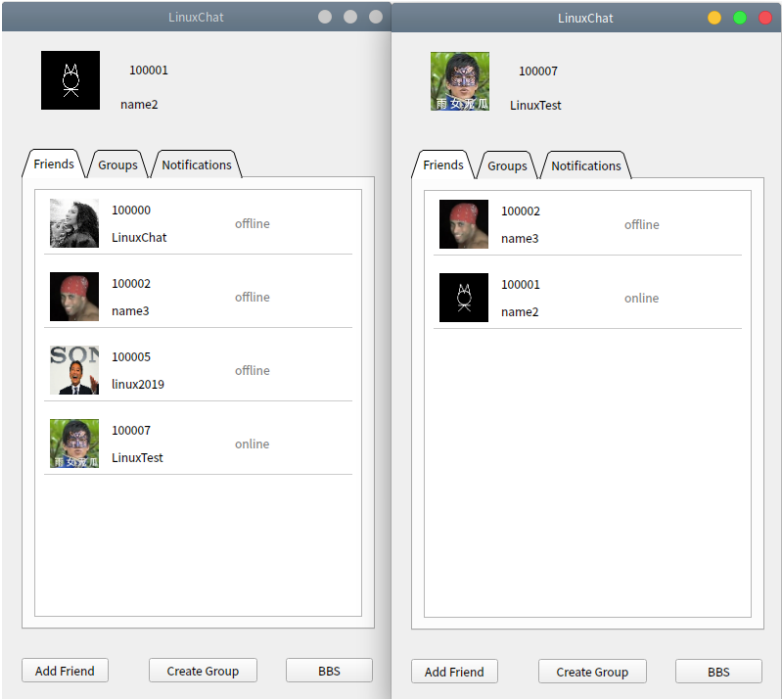 LinuxChat
100001
name2
Friends
Groups
Notifications
100000
LinuxChat
offline
100002
name3
offline
SON
100005
linux2019
offline
100007
LinuxTest
online
Add Friend
Create Group
BBS
LinuxChat
100007
LinuxTest
Friends
Groups
Notifications
100002
name3
offline
100001
name2
online
Add Friend
Create Group
BBS